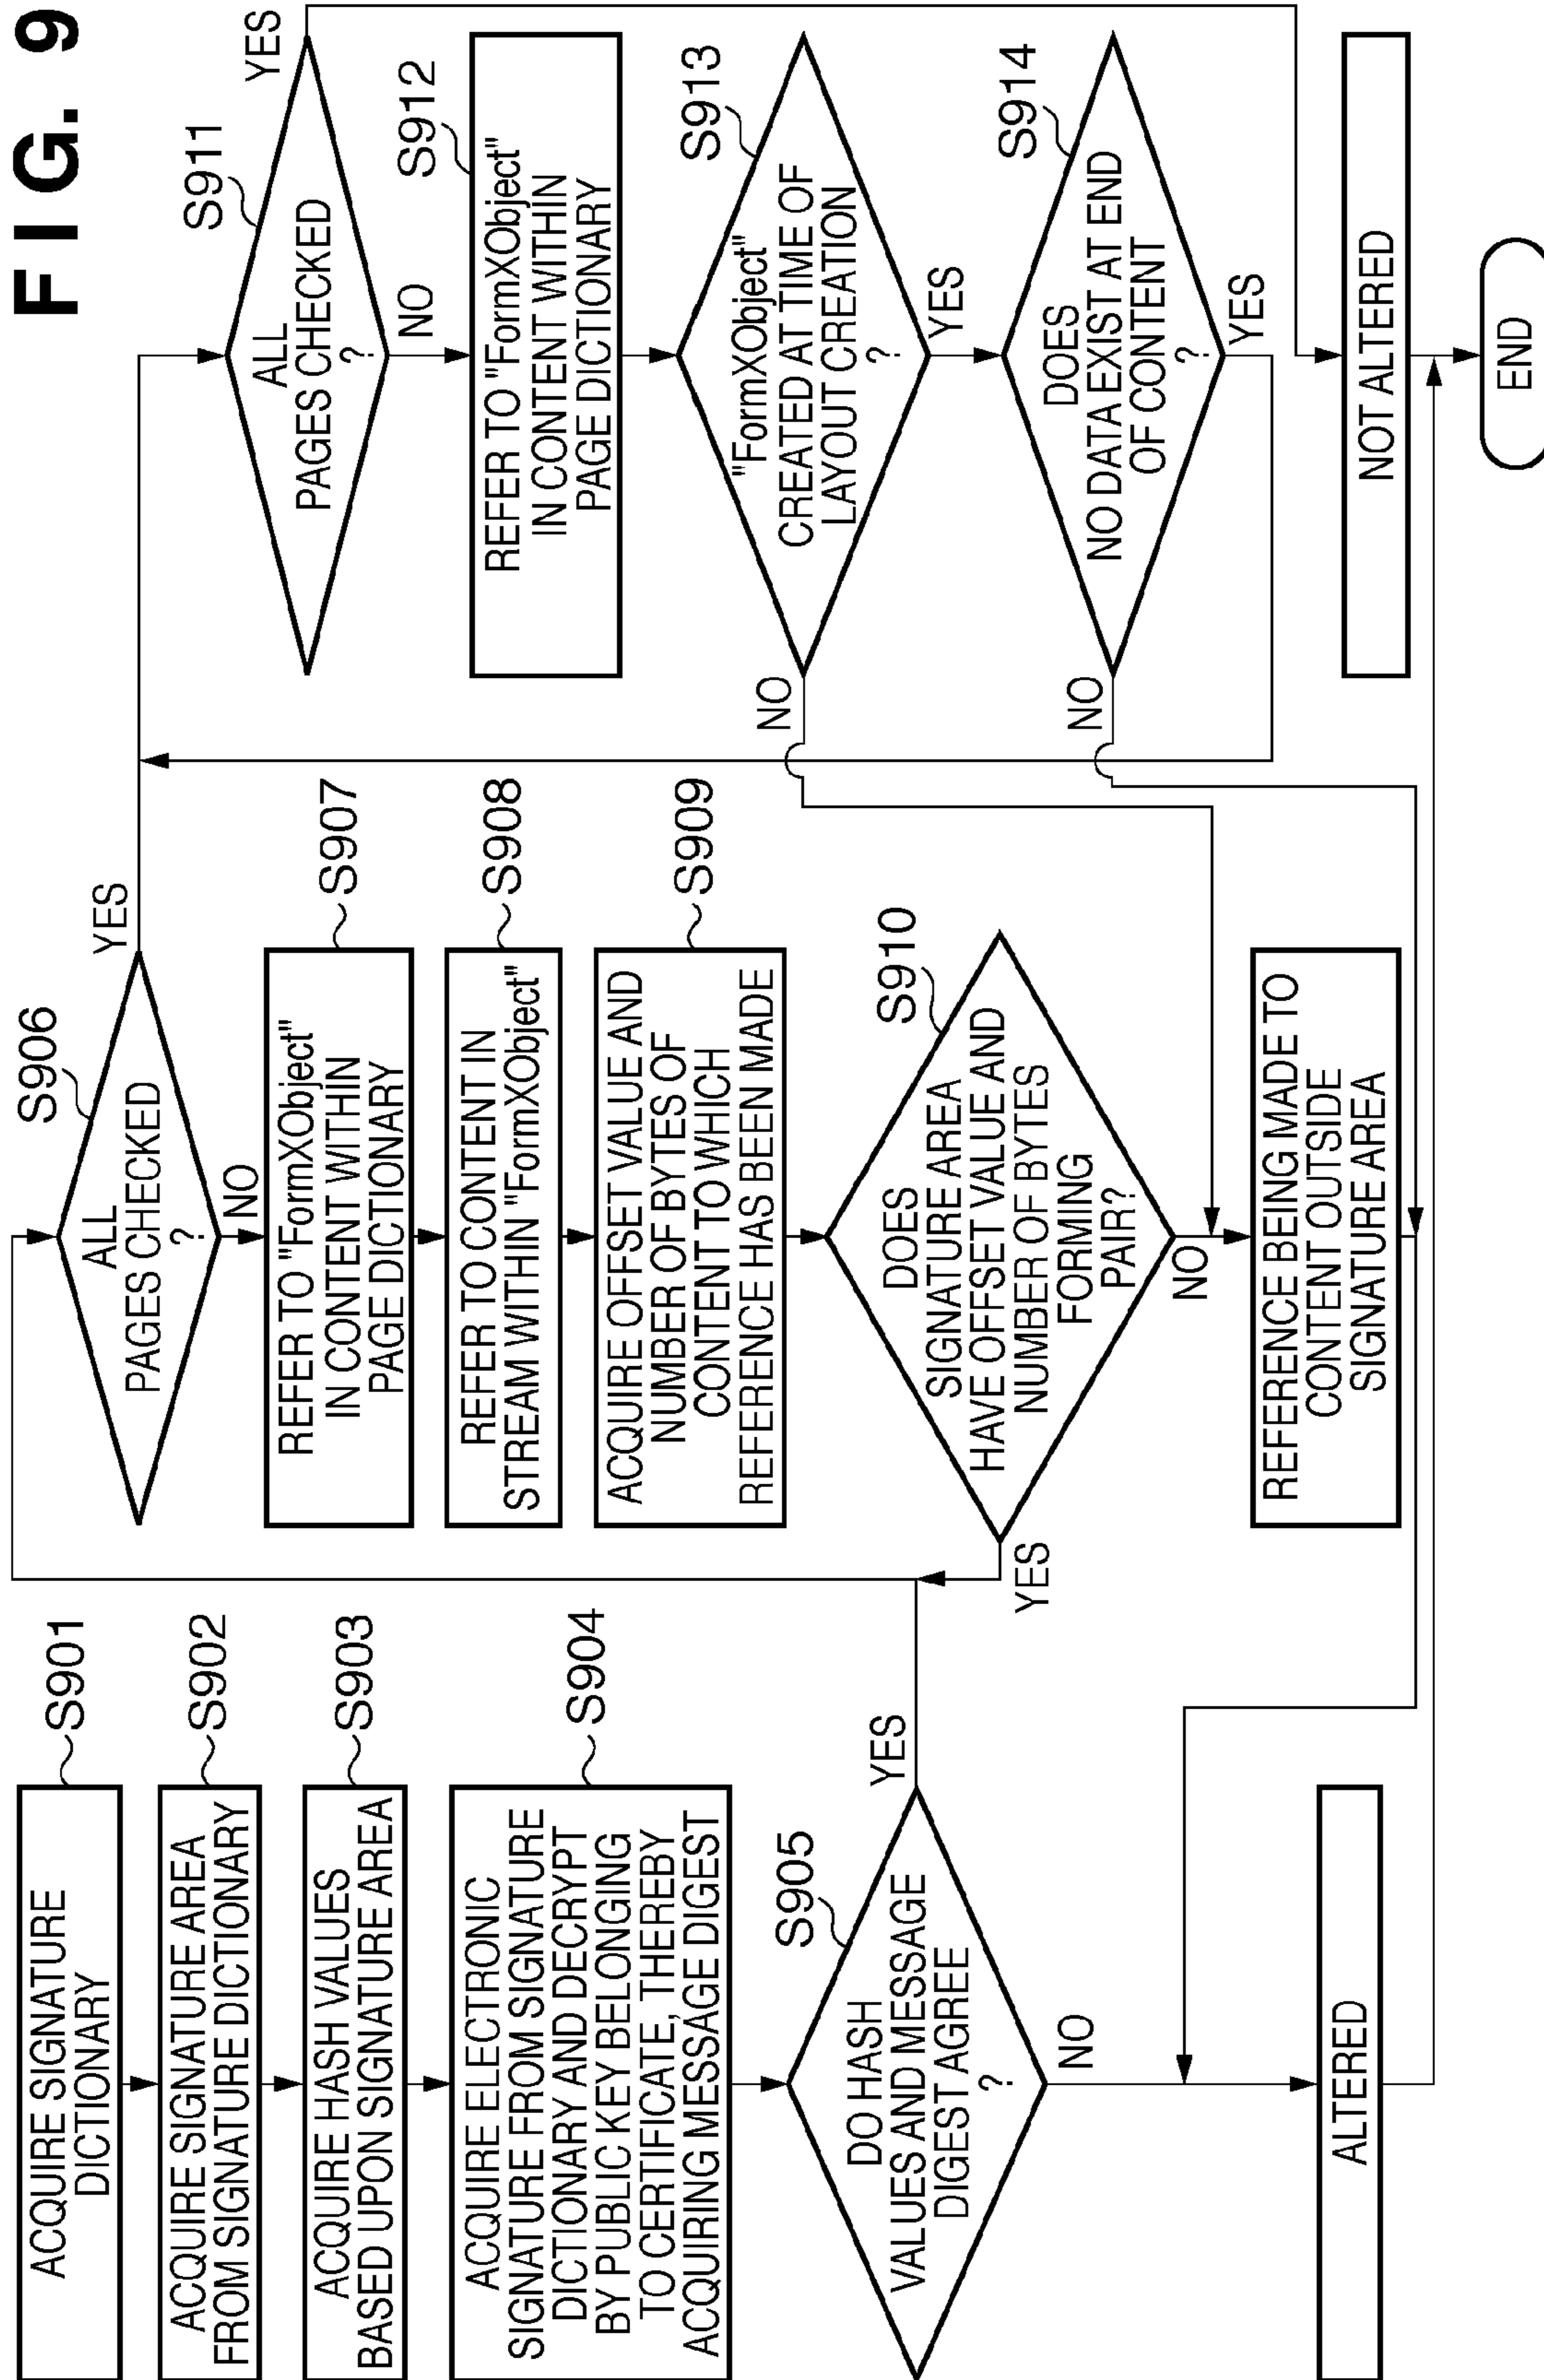 FIG. 9
ACQUIRE SIGNATURE
DICTIONARY
S901
ACQUIRE SIGNATURE AREA
FROM SIGNATURE DICTIONARY
S902
ACQUIRE HASH VALUES
BASED UPON SIGNATURE AREA
S903
ACQUIRE ELECTRONIC
SIGNATURE FROM SIGNATURE
DICTIONARY AND DECRYPT
BY PUBLIC KEY BELONGING
TO CERTIFICATE, THEREBY
ACQUIRING MESSAGE DIGEST
S904
S905
DO HASH
VALUES AND MESSAGE
DIGEST AGREE
?
YES
NO
ALTERED
S906
ALL
PAGES CHECKED
?
YES
NO
REFER TO "FormXObject"
IN CONTENT WITHIN
PAGE DICTIONARY
S907
REFER TO CONTENT IN
STREAM WITHIN "FormXObject"
S908
ACQUIRE OFFSET VALUE AND
NUMBER OF BYTES OF
CONTENT TO WHICH
REFERENCE HAS BEEN MADE
S909
S910
DOES
SIGNATURE AREA
HAVE OFFSET VALUE AND
NUMBER OF BYTES
FORMING
PAIR?
YES
NO
REFERENCE BEING MADE TO
CONTENT OUTSIDE
SIGNATURE AREA
S911
ALL
PAGES CHECKED
?
YES
NO
S912
REFER TO "FormXObject"
IN CONTENT WITHIN
PAGE DICTIONARY
S913
"FormXObject"
CREATED AT TIME OF
LAYOUT CREATION
?
NO
YES
S914
DOES
NO DATA EXIST AT END
OF CONTENT
?
NO
YES
NOT ALTERED
END